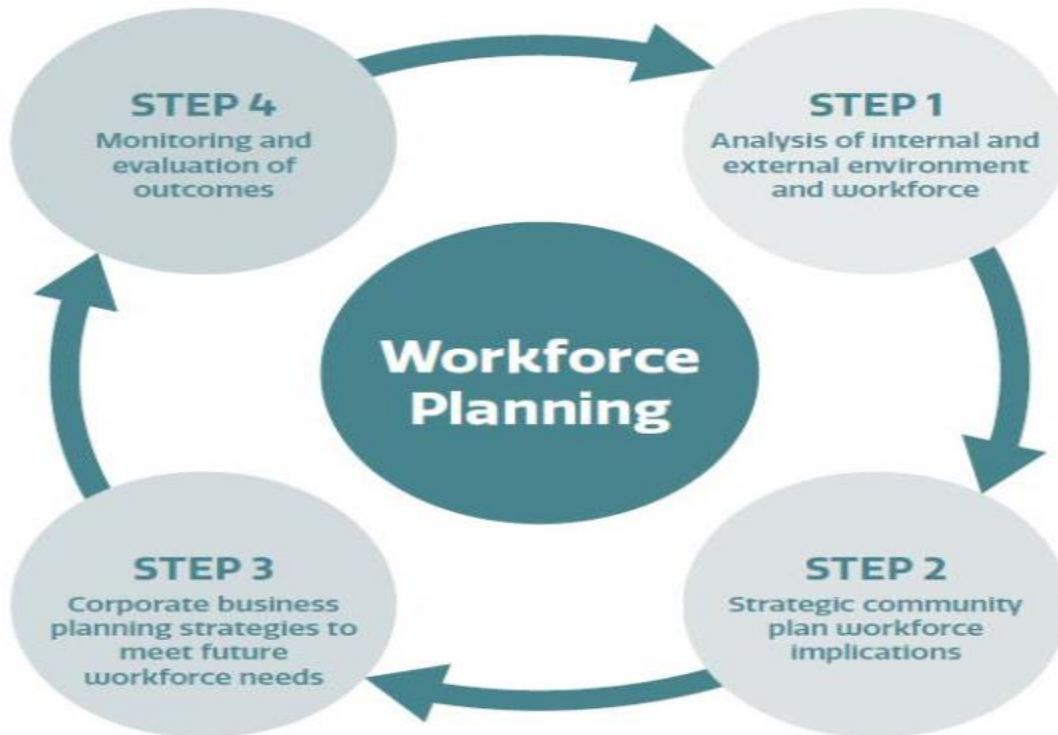 STEP 4
Monitoring and
evaluation of
outcomes
STEP 1
Analysis of internal and
external environment
and workforce
Workforce
Planning
STEP 3
Corporate business
planning strategies to
meet future
workforce needs
STEP 2
Strategic community
plan workforce
implications